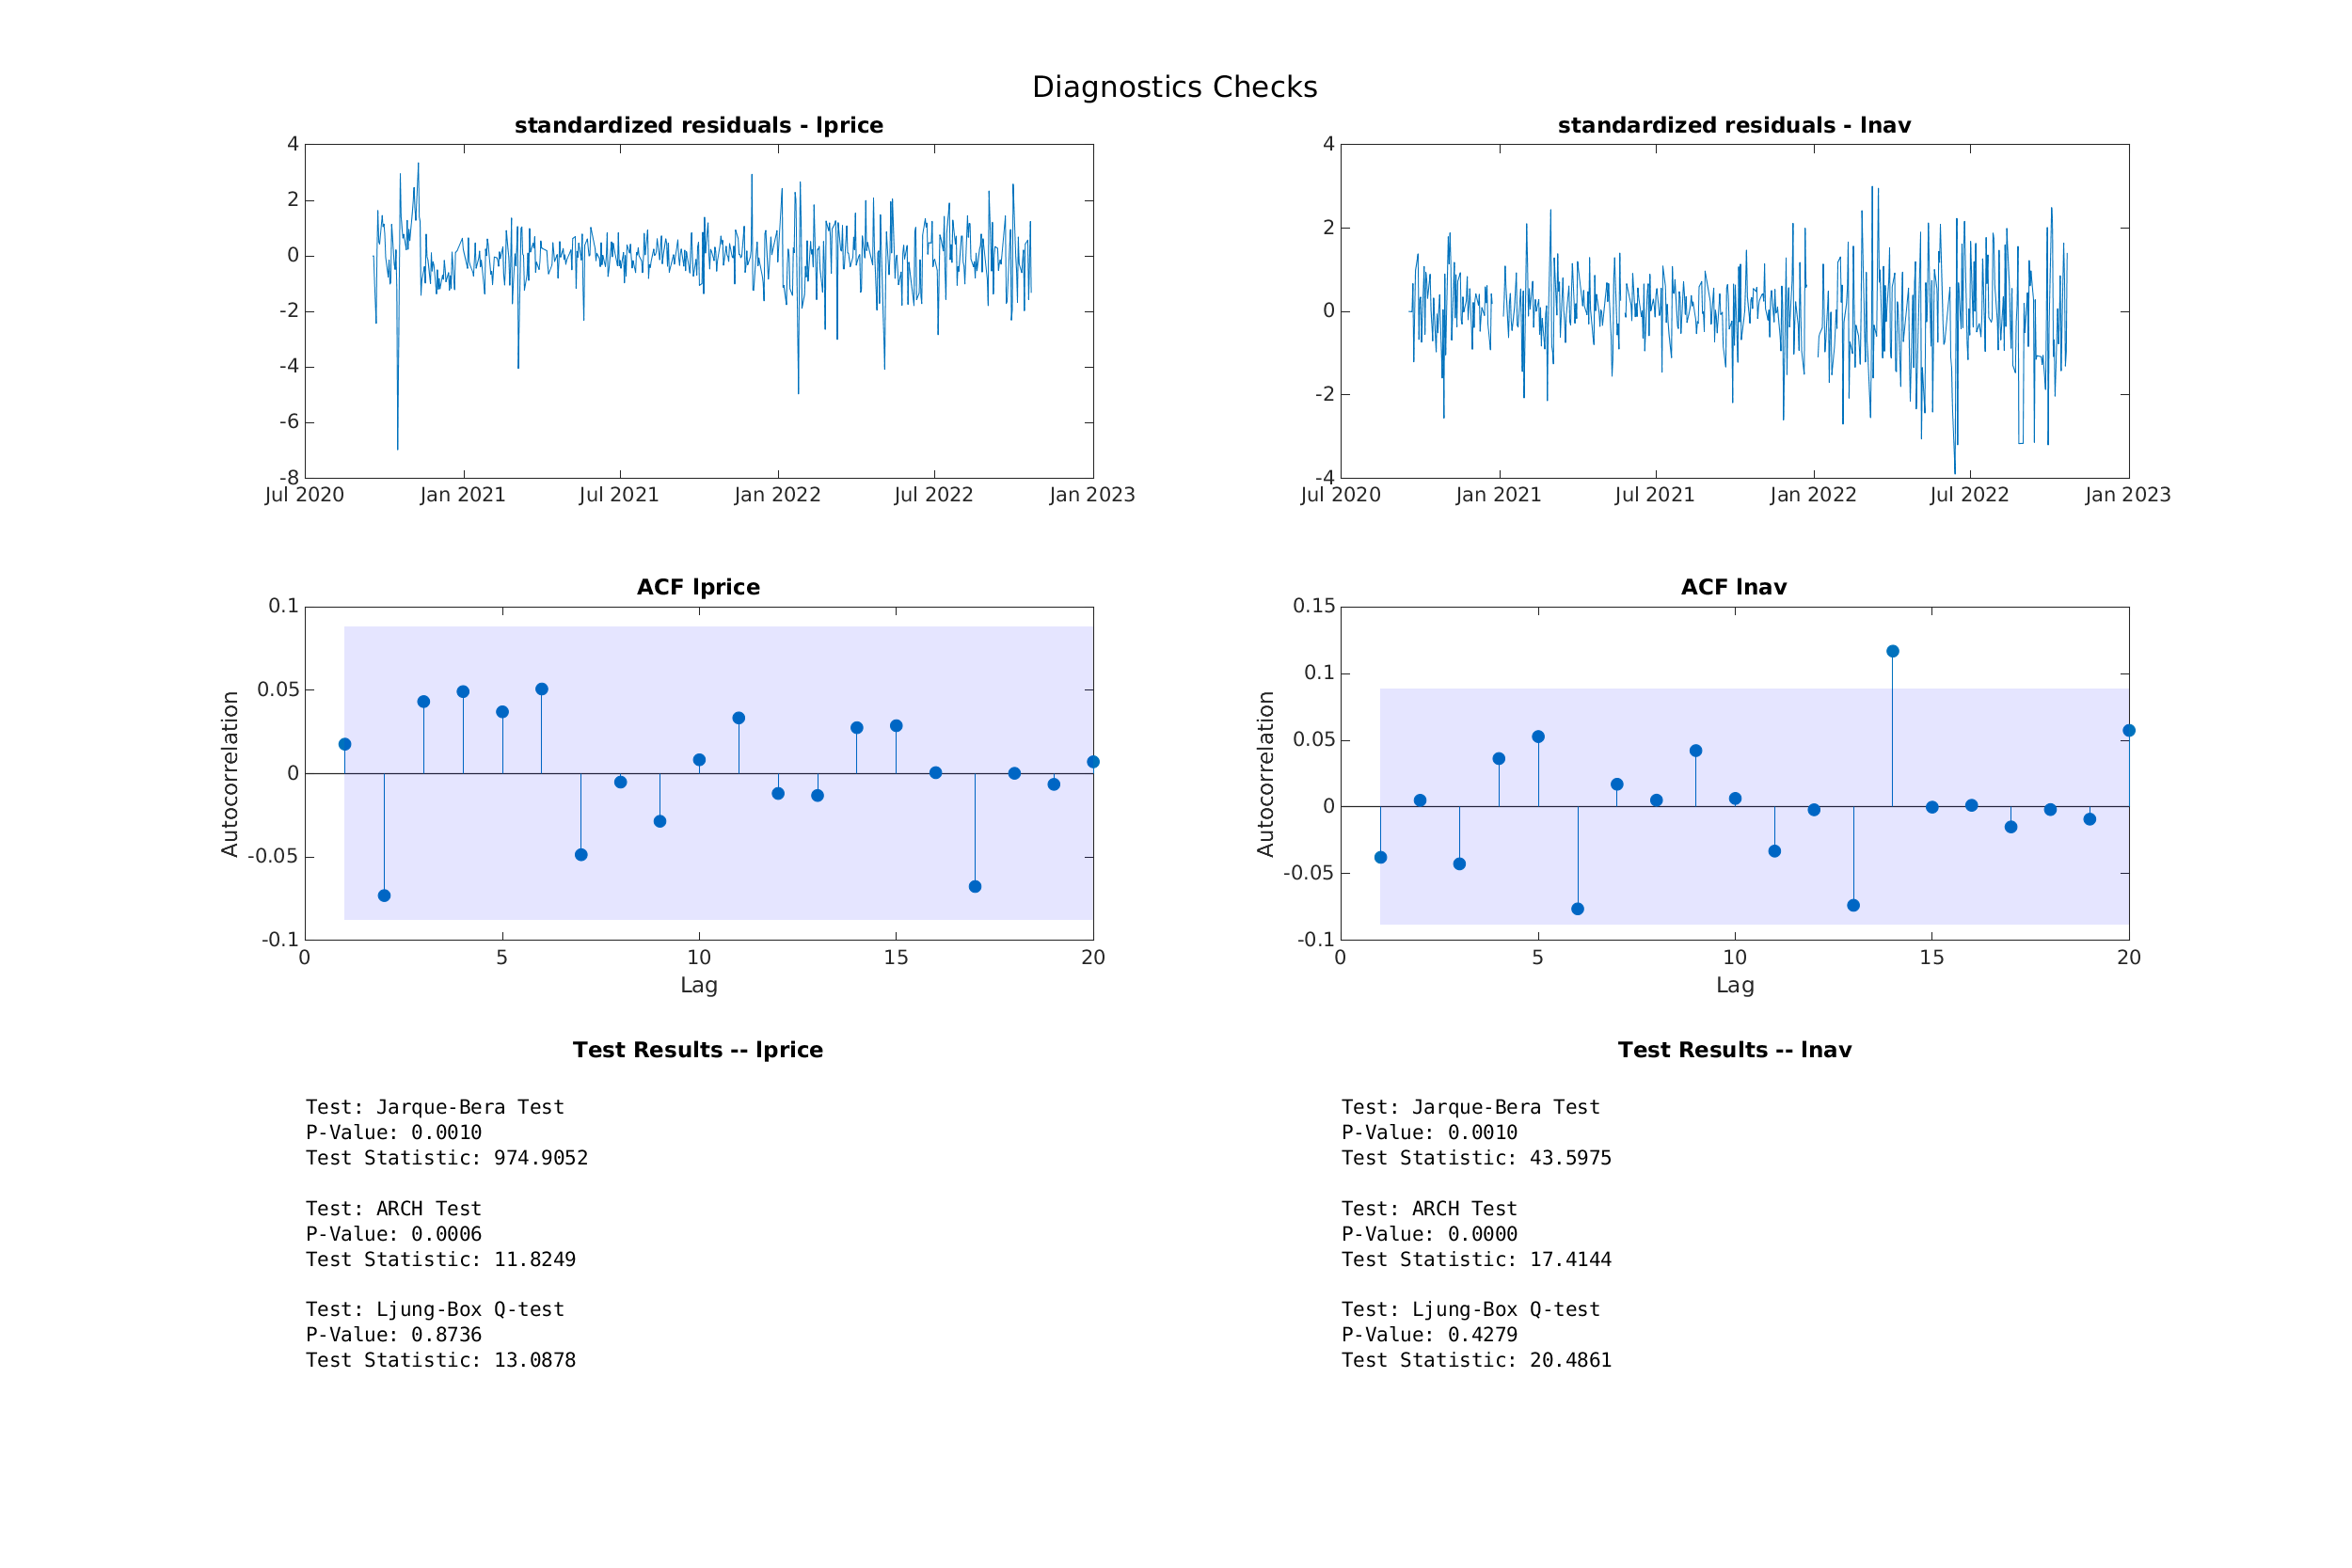 Diagnostics Checks
standardized residuals - lprice
4
2
0
-2
-4
-6
-8
Jul 2020 Jan 2021 Jul 2021 Jan 2022 Jul 2022 Jan 2023
standardized residuals - lnav
4
2
0
-2
-4
Jul 2020 Jan 2021 Jul 2021 Jan 2022 Jul 2022 Jan 2023
ACF lprice
Autocorrelation
0.1
0.05
0
-0.05
-0.1
0 5 10 15 20
Lag
ACF lnav
Autocorrelation
0.15
0.1
0.05
0
-0.05
-0.1
0 5 10 15 20
Lag
Test Results -- lprice
Test: Jarque-Bera Test
P-Value: 0.0010
Test Statistic: 974.9052
Test: ARCH Test
P-Value: 0.0006
Test Statistic: 11.8249
Test: Ljung-Box Q-test
P-Value: 0.8736
Test Statistic: 13.0878
Test Results -- lnav
Test: Jarque-Bera Test
P-Value: 0.0010
Test Statistic: 43.5975
Test: ARCH Test
P-Value: 0.0000
Test Statistic: 17.4144
Test: Ljung-Box Q-test
P-Value: 0.4279
Test Statistic: 20.4861